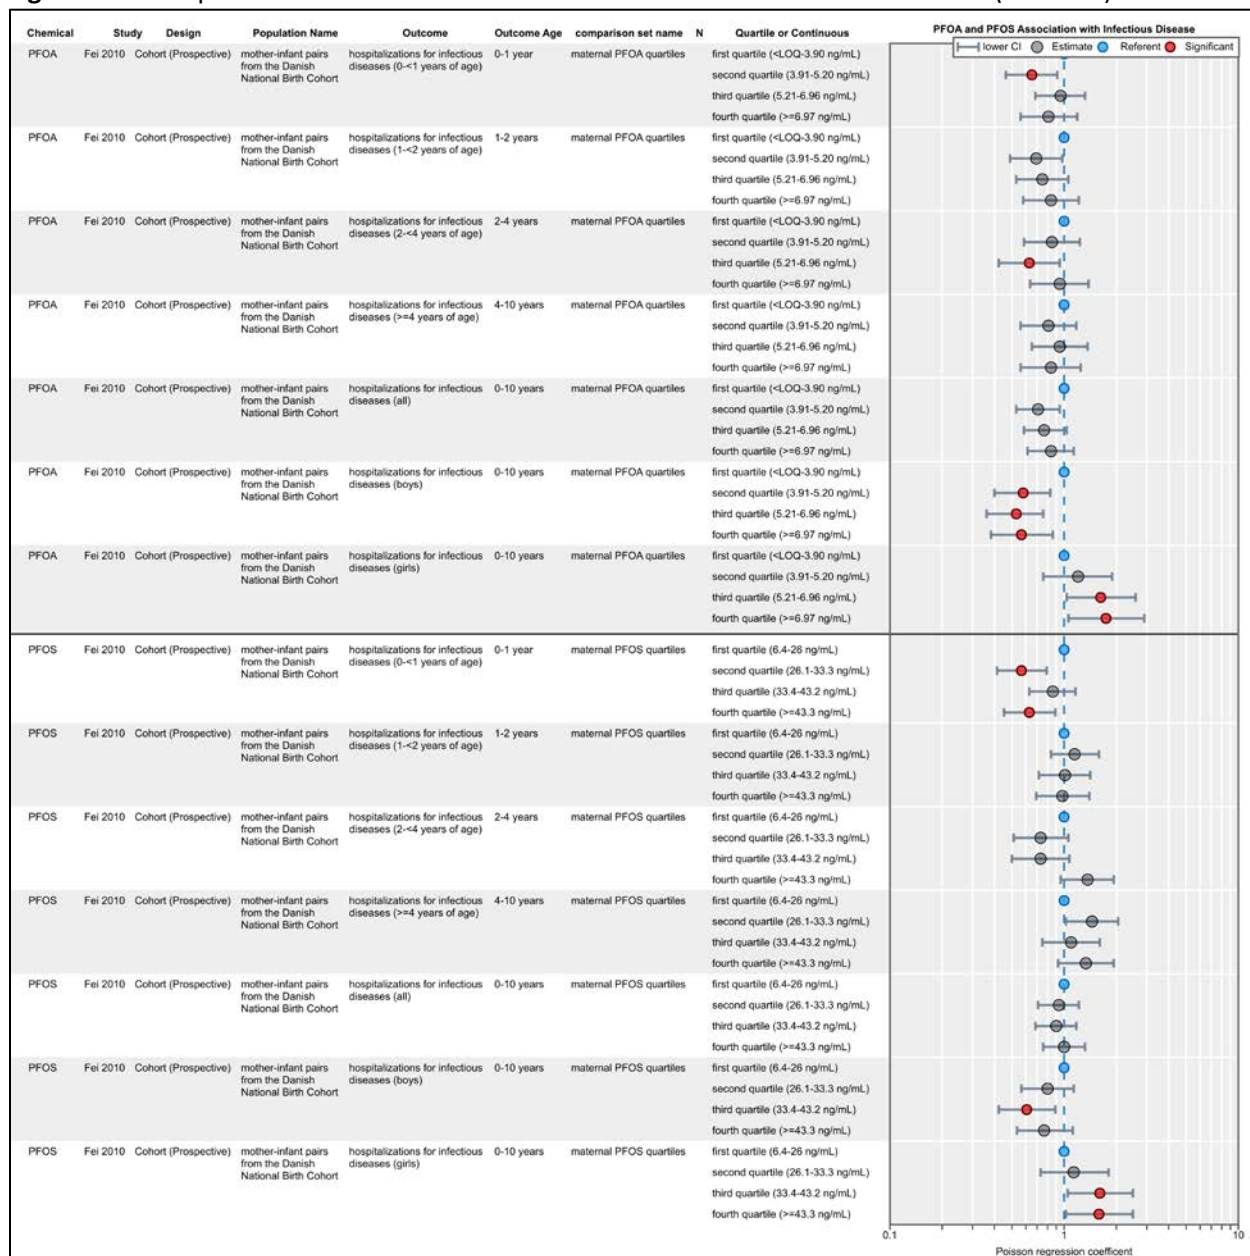 Chemical Study Design Population Name Outcome Outcome Age comparison set name N Quartile or Continuous PFOA and PFOS Association with Infectious Disease
lower CI Estimate Referent Significant
PFOA Fei 2010 Cohort (Prospective) mother-infant pairs hospitalizations for infectious 0-1 year maternal PFOA quartiles first quartile (<LOQ-3.90 ng/mL)
from the Danish diseases (0-<1 years of age)
National Birth Cohort second quartile (3.91-5.20 ng/mL)
third quartile (5.21-6.96 ng/mL)
fourth quartile (>=6.97 ng/mL)
PFOA Fei 2010 Cohort (Prospective) mother-infant pairs hospitalizations for infectious 1-2 years maternal PFOA quartiles first quartile (<LOQ-3.90 ng/mL)
from the Danish diseases (1-<2 years of age)
National Birth Cohort second quartile (3.91-5.20 ng/mL)
third quartile (5.21-6.96 ng/mL)
fourth quartile (>=6.97 ng/mL)
PFOA Fei 2010 Cohort (Prospective) mother-infant pairs hospitalizations for infectious 2-4 years maternal PFOA quartiles first quartile (<LOQ-3.90 ng/mL)
from the Danish diseases (2-<4 years of age)
National Birth Cohort second quartile (3.91-5.20 ng/mL)
third quartile (5.21-6.96 ng/mL)
fourth quartile (>=6.97 ng/mL)
PFOA Fei 2010 Cohort (Prospective) mother-infant pairs hospitalizations for infectious 4-10 years maternal PFOA quartiles first quartile (<LOQ-3.90 ng/mL)
from the Danish diseases (>=4 years of age)
National Birth Cohort second quartile (3.91-5.20 ng/mL)
third quartile (5.21-6.96 ng/mL)
fourth quartile (>=6.97 ng/mL)
PFOA Fei 2010 Cohort (Prospective) mother-infant pairs hospitalizations for infectious 0-10 years maternal PFOA quartiles first quartile (<LOQ-3.90 ng/mL)
from the Danish diseases (all)
National Birth Cohort second quartile (3.91-5.20 ng/mL)
third quartile (5.21-6.96 ng/mL)
fourth quartile (>=6.97 ng/mL)
PFOA Fei 2010 Cohort (Prospective) mother-infant pairs hospitalizations for infectious 0-10 years maternal PFOA quartiles first quartile (<LOQ-3.90 ng/mL)
from the Danish diseases (boys)
National Birth Cohort second quartile (3.91-5.20 ng/mL)
third quartile (5.21-6.96 ng/mL)
fourth quartile (>=6.97 ng/mL)
PFOA Fei 2010 Cohort (Prospective) mother-infant pairs hospitalizations for infectious 0-10 years maternal PFOA quartiles first quartile (<LOQ-3.90 ng/mL)
from the Danish diseases (girls)
National Birth Cohort second quartile (3.91-5.20 ng/mL)
third quartile (5.21-6.96 ng/mL)
fourth quartile (>=6.97 ng/mL)
PFOS Fei 2010 Cohort (Prospective) mother-infant pairs hospitalizations for infectious 0-1 year maternal PFOS quartiles first quartile (6.4-26 ng/mL)
from the Danish diseases (0-<1 years of age)
National Birth Cohort second quartile (26.1-33.3 ng/mL)
third quartile (33.4-43.2 ng/mL)
fourth quartile (>=43.3 ng/mL)
PFOS Fei 2010 Cohort (Prospective) mother-infant pairs hospitalizations for infectious 1-2 years maternal PFOS quartiles first quartile (6.4-26 ng/mL)
from the Danish diseases (1-<2 years of age)
National Birth Cohort second quartile (26.1-33.3 ng/mL)
third quartile (33.4-43.2 ng/mL)
fourth quartile (>=43.3 ng/mL)
PFOS Fei 2010 Cohort (Prospective) mother-infant pairs hospitalizations for infectious 2-4 years maternal PFOS quartiles first quartile (6.4-26 ng/mL)
from the Danish diseases (2-<4 years of age)
National Birth Cohort second quartile (26.1-33.3 ng/mL)
third quartile (33.4-43.2 ng/mL)
fourth quartile (>=43.3 ng/mL)
PFOS Fei 2010 Cohort (Prospective) mother-infant pairs hospitalizations for infectious 4-10 years maternal PFOS quartiles first quartile (6.4-26 ng/mL)
from the Danish diseases (>=4 years of age)
National Birth Cohort second quartile (26.1-33.3 ng/mL)
third quartile (33.4-43.2 ng/mL)
fourth quartile (>=43.3 ng/mL)
PFOS Fei 2010 Cohort (Prospective) mother-infant pairs hospitalizations for infectious 0-10 years maternal PFOS quartiles first quartile (6.4-26 ng/mL)
from the Danish diseases (all)
National Birth Cohort second quartile (26.1-33.3 ng/mL)
third quartile (33.4-43.2 ng/mL)
fourth quartile (>=43.3 ng/mL)
PFOS Fei 2010 Cohort (Prospective) mother-infant pairs hospitalizations for infectious 0-10 years maternal PFOS quartiles first quartile (6.4-26 ng/mL)
from the Danish diseases (boys)
National Birth Cohort second quartile (26.1-33.3 ng/mL)
third quartile (33.4-43.2 ng/mL)
fourth quartile (>=43.3 ng/mL)
PFOS Fei 2010 Cohort (Prospective) mother-infant pairs hospitalizations for infectious 0-10 years maternal PFOS quartiles first quartile (6.4-26 ng/mL)
from the Danish diseases (girls)
National Birth Cohort second quartile (26.1-33.3 ng/mL)
third quartile (33.4-43.2 ng/mL)
fourth quartile (>=43.3 ng/mL)
0.1 1 10
Poisson regression coefficent